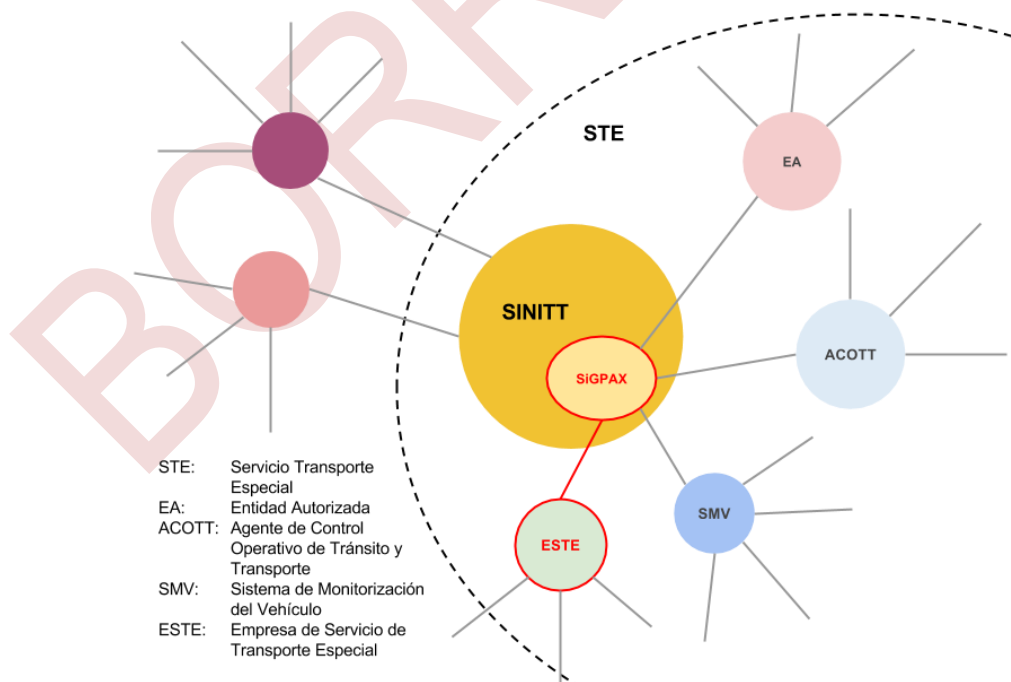 BORR
STE
EA
SINITT
ACOTT
SiGPAX
SMV
ESTE
STE: Servicio Transporte
Especial
EA: Entidad Autorizada
ACOTT: Agente de Control
Operativo de Tránsito y
Transporte
SMV: Sistema de Monitorización
del Vehículo
ESTE: Empresa de Servicio de
Transporte Especial